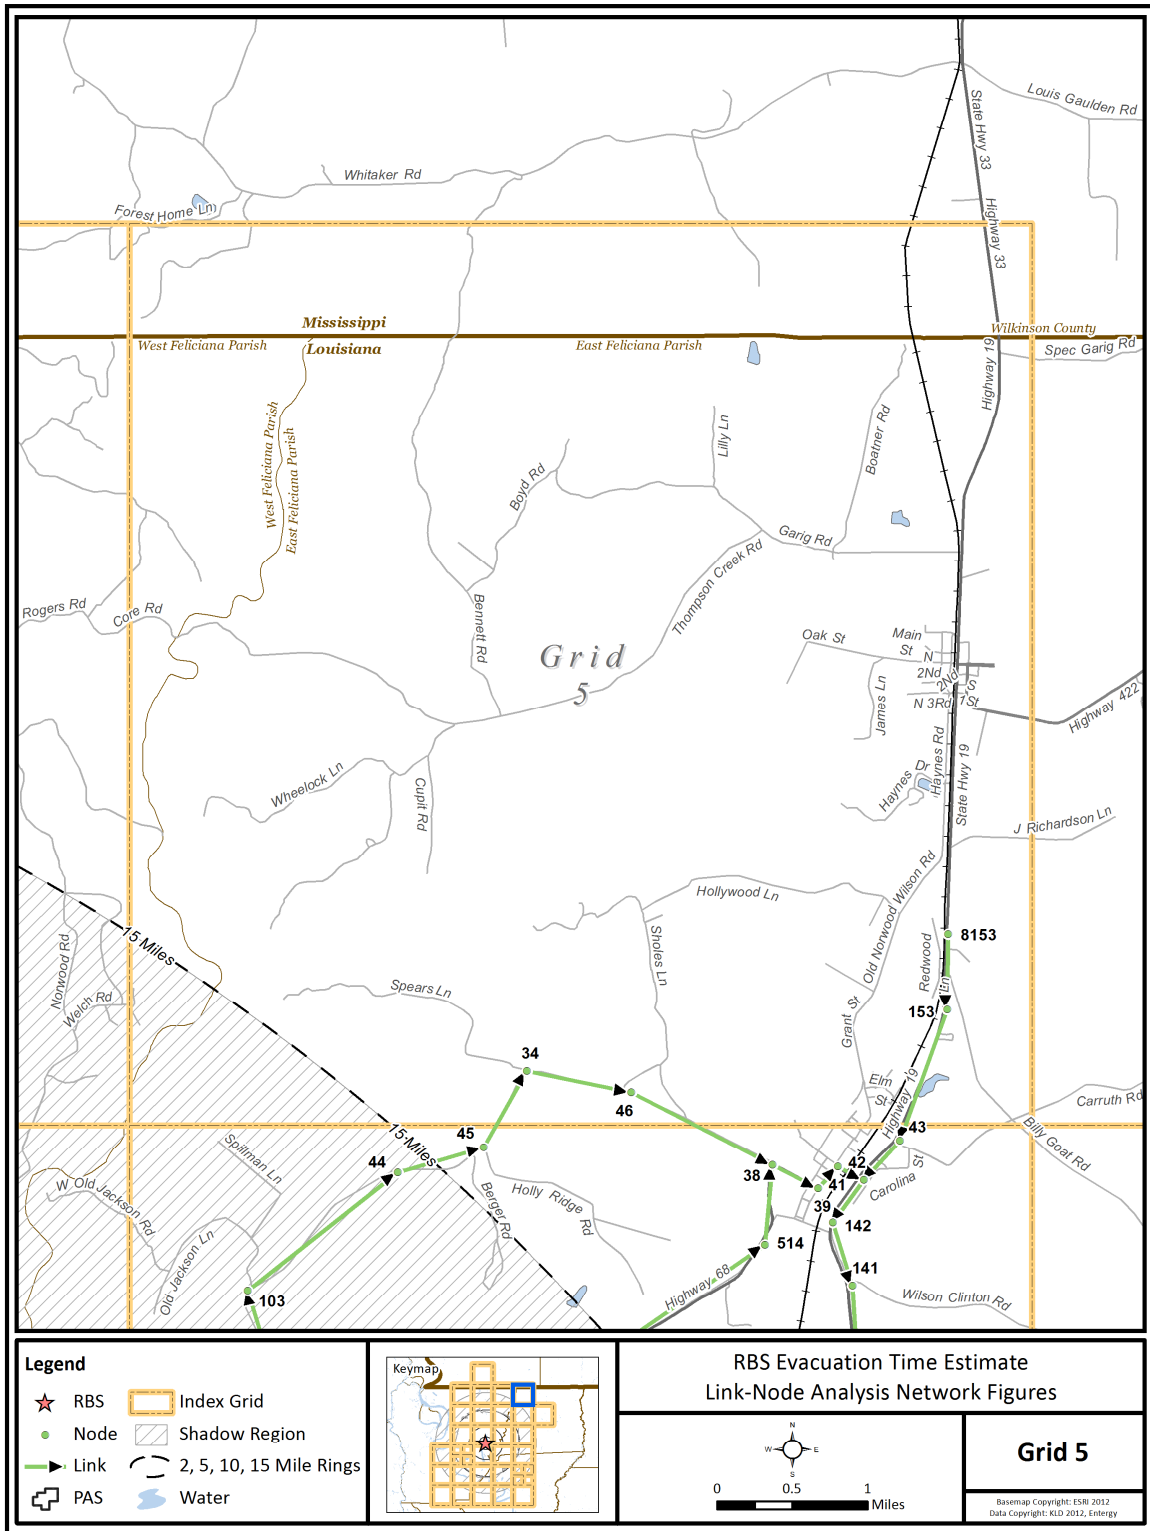 Louis Gaulden Rd
State Hwy 33
Whitaker Rd
Forest Home Ln
Highway 33
Mississippi
Wilkinson County
West Feliciana Parish
Louisiana
East Feliciana Parish
Spec Garig Rd
Highway 19
West Feliciana Parish
East Feliciana Parish
Lilly Ln
Boatner Rd
Boyd Rd
Garig Rd
Thompson Creek Rd
Rogers Rd
Core Rd
Bennett Rd
Oak St
Main
St
N
2Nd
2Nd
S
1St
N 3Rd
Grid
5
James Ln
Highway 422
Haynes Rd
State Hwy 19
Haynes Dr
Wheelock Ln
Cupit Rd
J Richardson Ln
Old Norwood Wilson Rd
Hollywood Ln
Sholes Ln
Redwood Ln
8153
15 Miles
Norwood Rd
Welch Rd
Spears Ln
153
Grant St
34
Elm
St
Highway 19
46
Carruth Rd
43
Billy Goat Rd
15 Miles
45
44
42
38
41
Carolina St
39
Spillman Ln
W Old Jackson Rd
Old Jackson Ln
Berger Rd
Holly Ridge Rd
142
514
141
103
Highway 68
Wilson Clinton Rd
Legend
RBS
Index Grid
Node
Shadow Region
Link
2, 5, 10, 15 Mile Rings
PAS
Water
Keymap
RBS Evacuation Time Estimate
Link-Node Analysis Network Figures
N
W
E
S
0
0.5
1
Miles
Grid 5
Basemap Copyright: ESRI 2012
Data Copyright: KLD 2012, Entergy